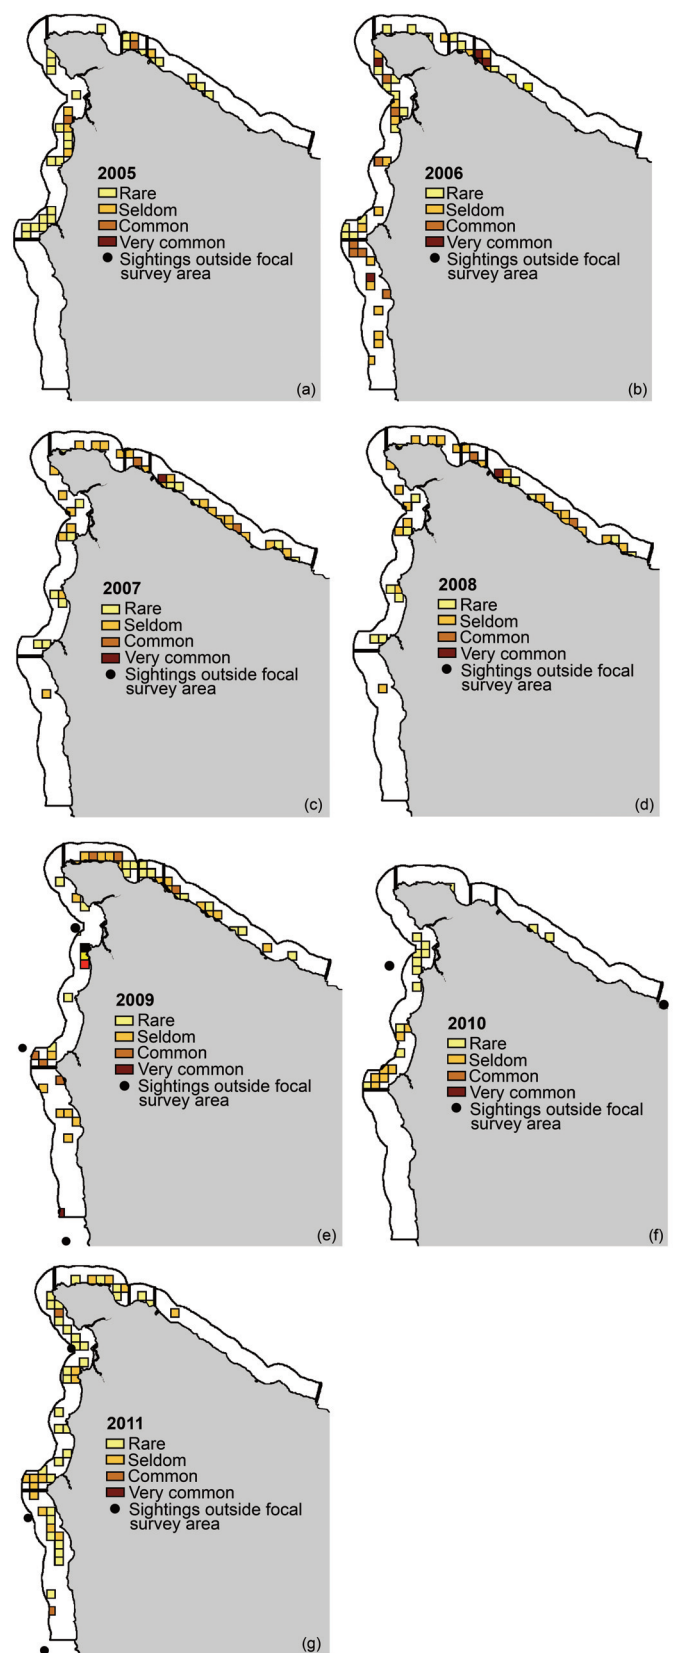 2005
Rare
Seldom
Common
Very common
Sightings outside focal
survey area
(a)
2006
Rare
Seldom
Common
Very common
Sightings outside focal
survey area
(b)
2007
Rare
Seldom
Common
Very common
Sightings outside focal
survey area
(c)
2008
Rare
Seldom
Common
Very common
Sightings outside focal
survey area
(d)
2009
Rare
Seldom
Common
Very common
Sightings outside focal
survey area
(e)
2010
Rare
Seldom
Common
Very common
Sightings outside focal
survey area
(f)
2011
Rare
Seldom
Common
Very common
Sightings outside focal
survey area
(g)